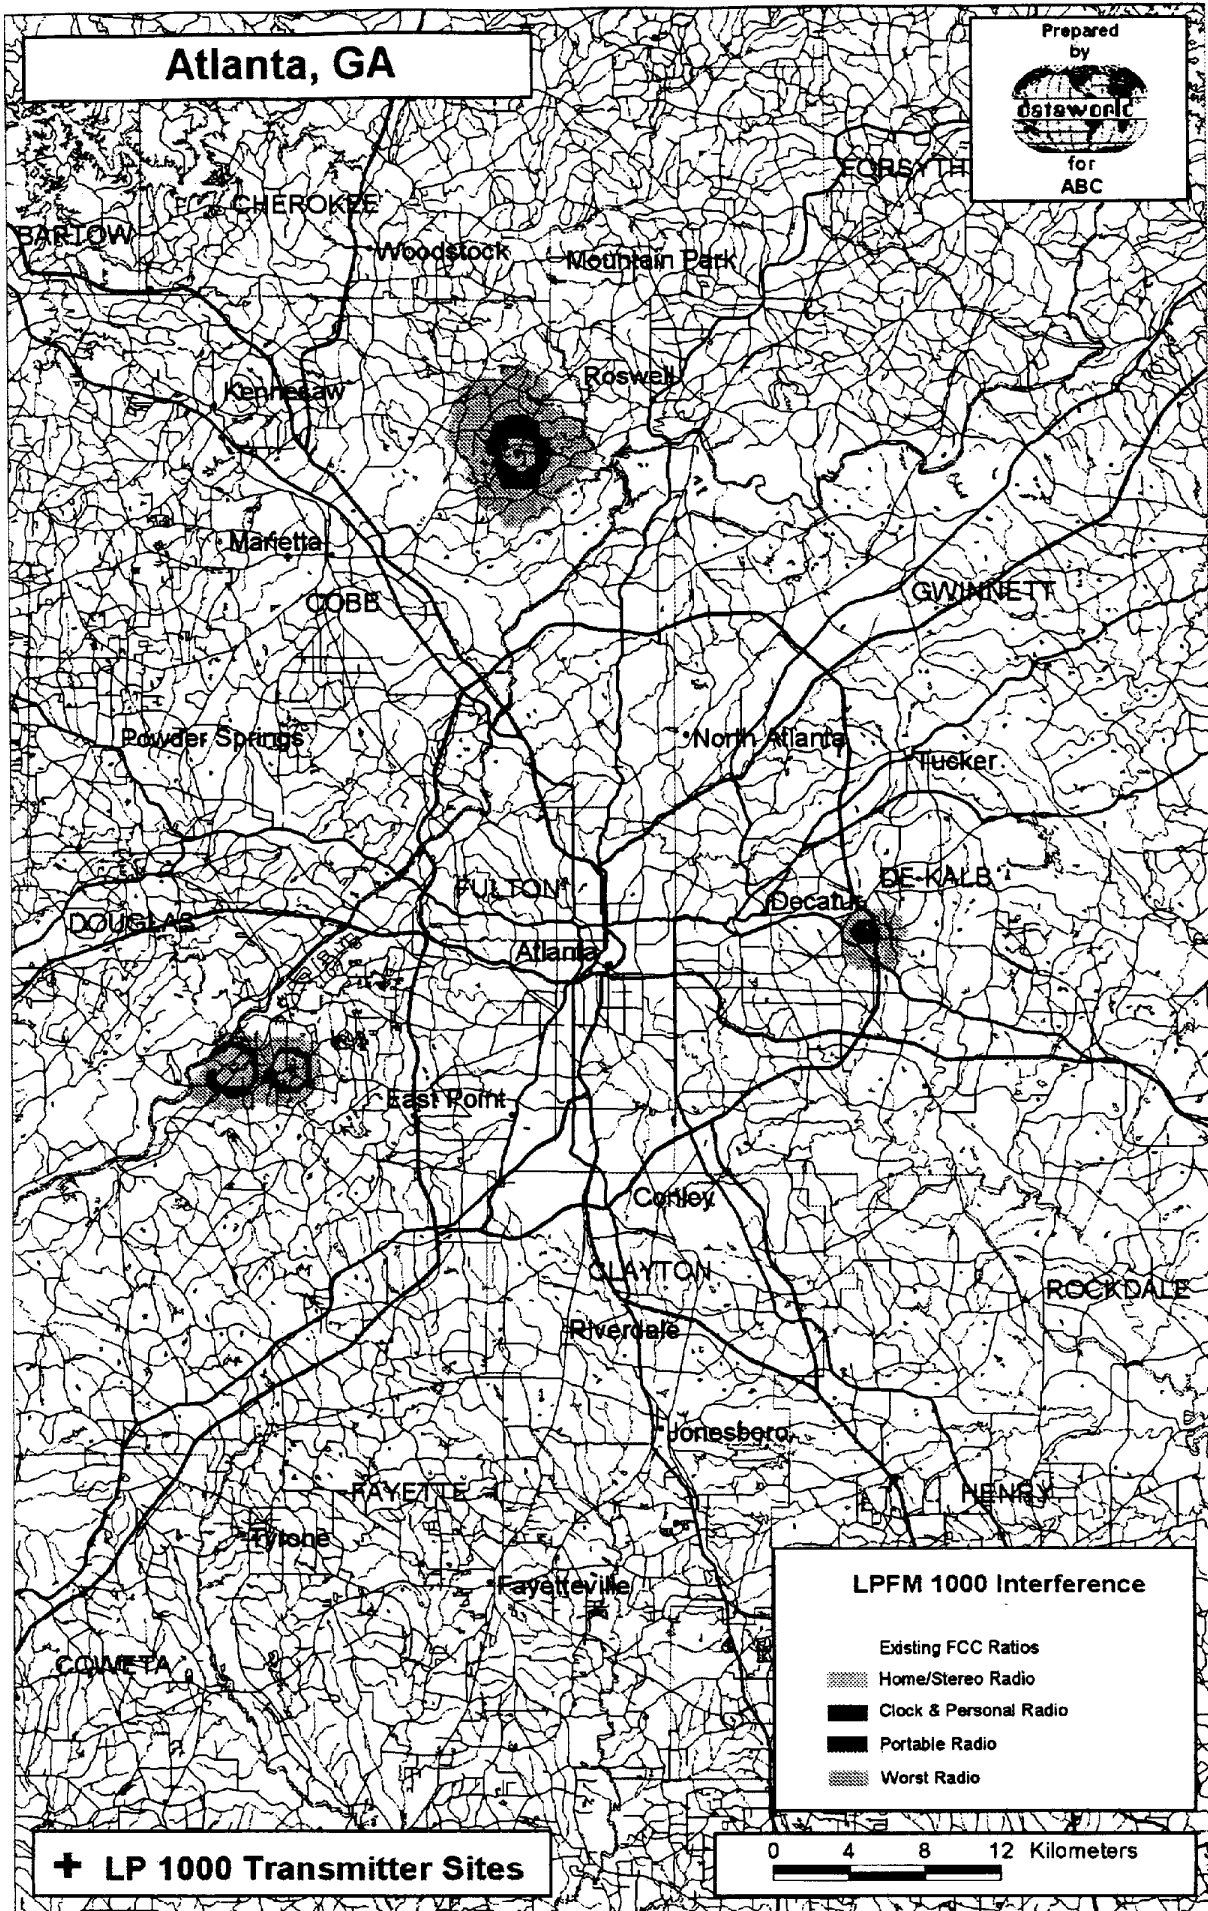 Atlanta, GA
Prepared
by
dataworld
for
ABC
FORSYTH
CHEROKEE
BARTOW
Woodstock
Mountain Park
Roswell
Kennesaw
Marietta
COBB
GWINNETT
Powder Springs
North Atlanta
Tucker
FULTON
DE KALB
Decatur
DOUGLAS
Atlanta
East Point
Conley
CLAYTON
ROCKDALE
Riverdale
Jonesboro
FAYETTE
HENRY
Tyrone
Fayetteville
COWETA
LPFM 1000 Interference
Existing FCC Ratios
Home/Stereo Radio
Clock & Personal Radio
Portable Radio
Worst Radio
+ LP 1000 Transmitter Sites
0 4 8 12 Kilometers